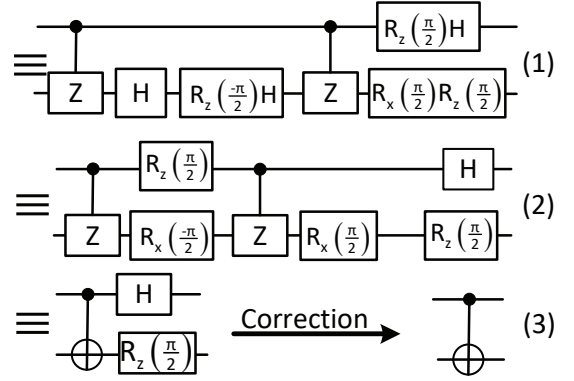 R_z(π/2)H
Z H R_z(-π/2)H Z R_x(π/2)R_z(π/2) (1)
R_z(π/2) H
Z R_x(-π/2) Z R_x(π/2) R_z(π/2) (2)
H
R_z(π/2) Correction (3)